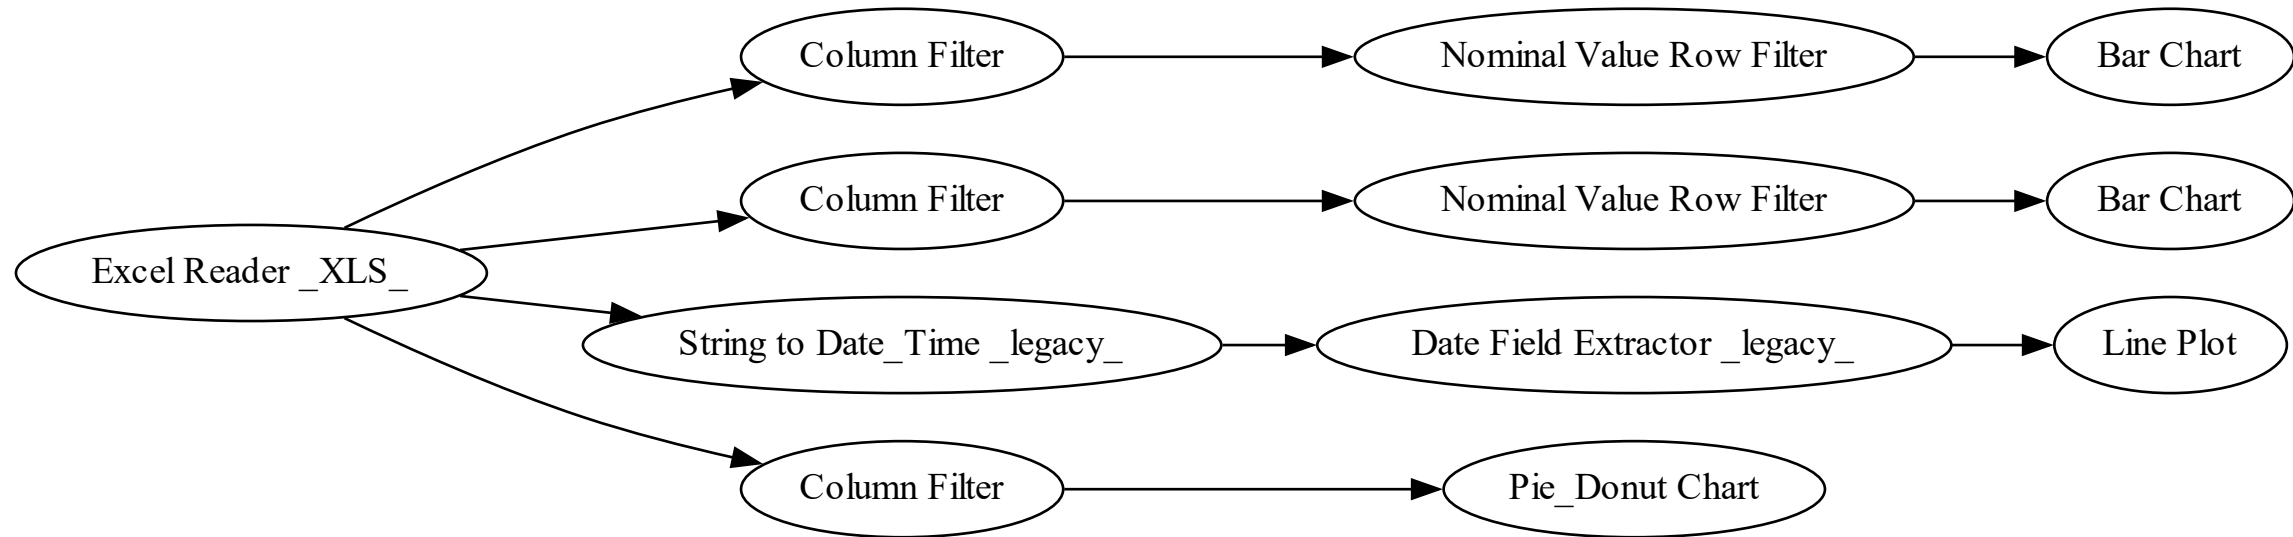 Column Filter
Nominal Value Row Filter
Bar Chart
Column Filter
Nominal Value Row Filter
Bar Chart
Excel Reader _XLS_
String to Date_Time _legacy_
Date Field Extractor _legacy_
Line Plot
Column Filter
Pie_Donut Chart